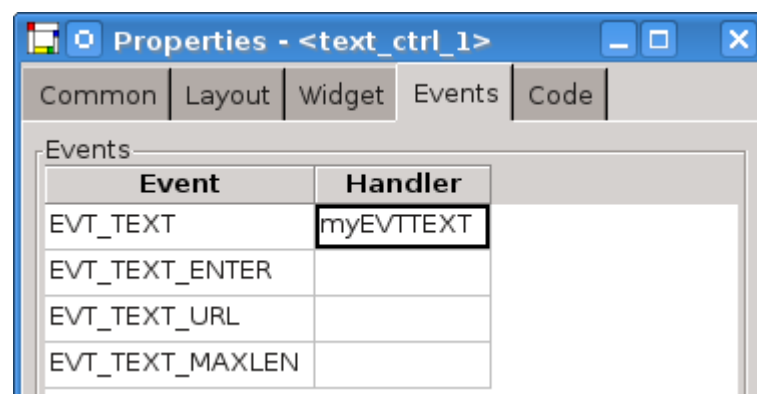 Properties - <text_ctrl_1>
Common Layout Widget Events Code
Events
Event Handler
EVT_TEXT myEVTTEXT
EVT_TEXT_ENTER
EVT_TEXT_URL
EVT_TEXT_MAXLEN